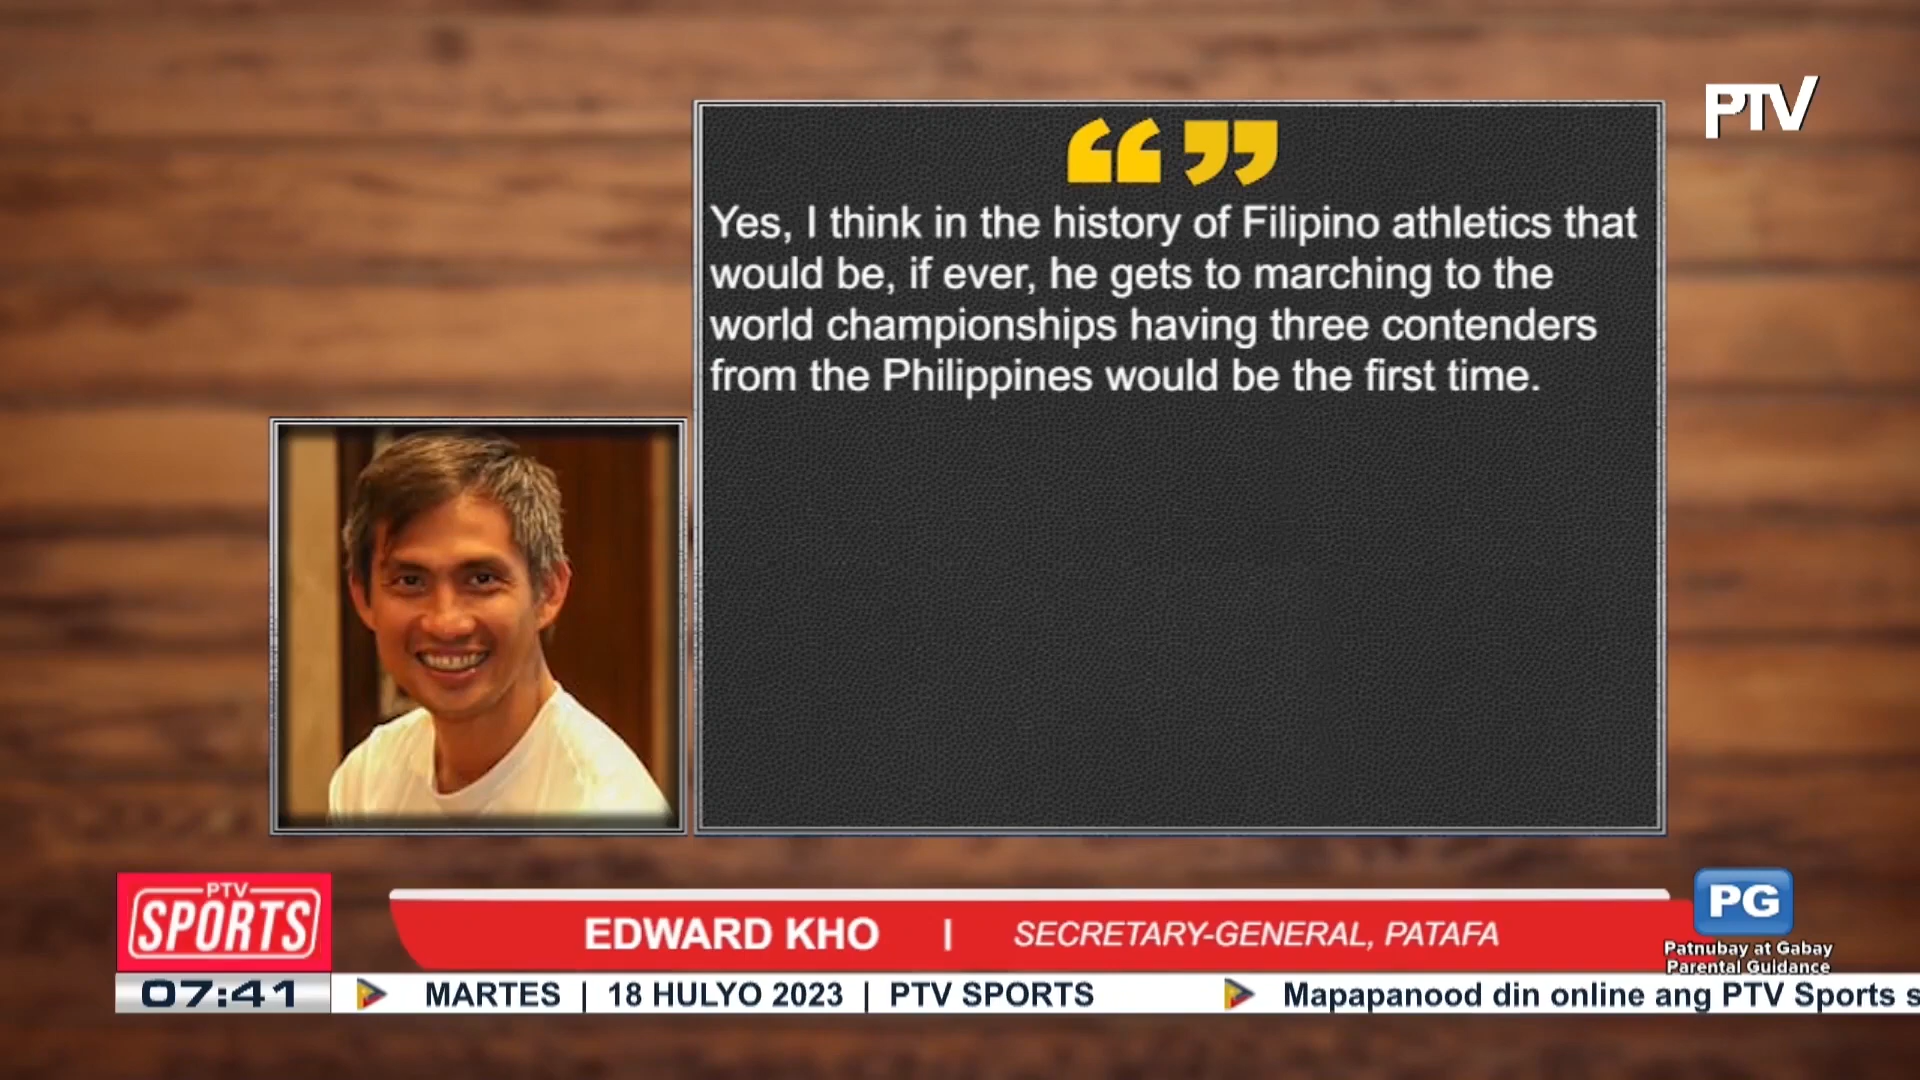 PTV
“ ”
Yes, I think in the history of Filipino athletics that
would be, if ever, he gets to marching to the
world championships having three contenders
from the Philippines would be the first time.
PTV
SPORTS
EDWARD KHO | SECRETARY-GENERAL, PATAFA
PG
Patnubay at Gabay
Parental Guidance
07:41
MARTES | 18 HULYO 2023 | PTV SPORTS Mapapanood din online ang PTV Sports s